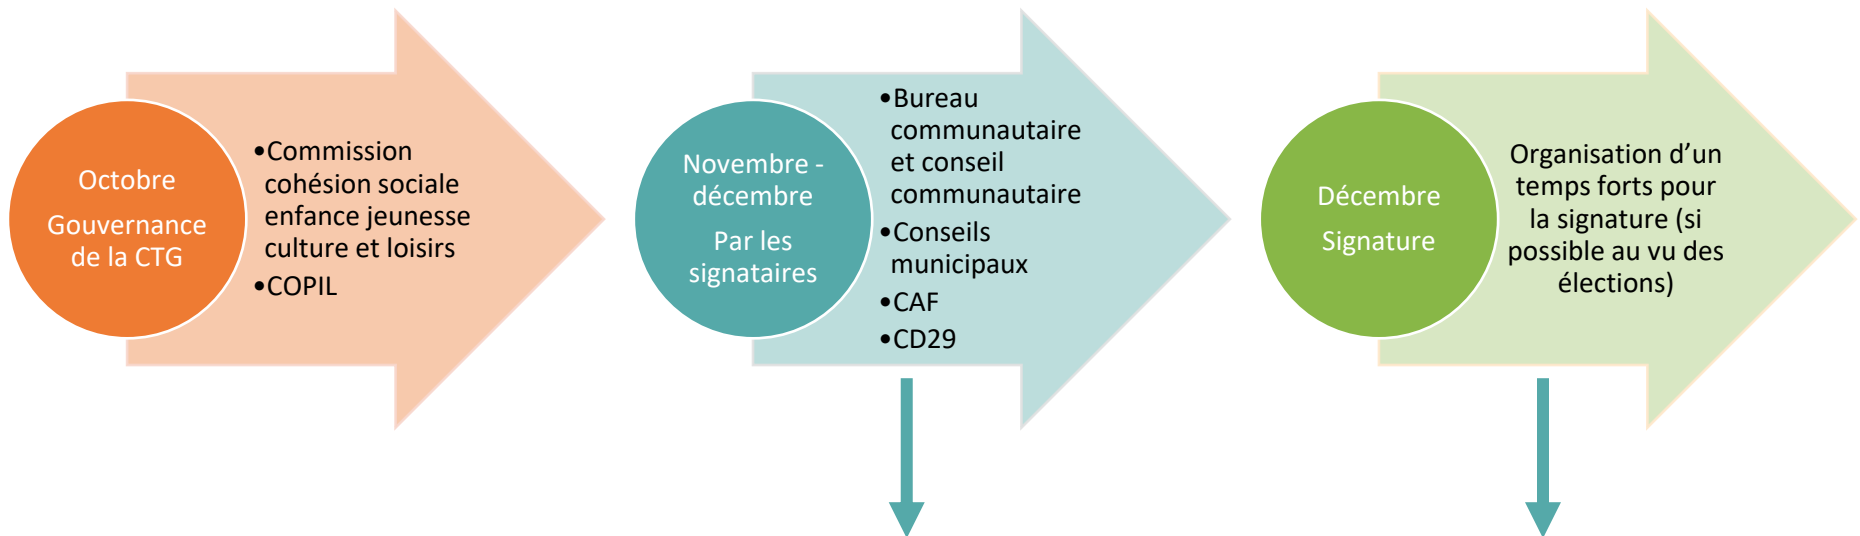 Octobre
Gouvernance
de la CTG
•Commission
cohésion sociale
enfance jeunesse
culture et loisirs
•COPIL
Novembre -
décembre
Par les
signataires
•Bureau
communautaire
et conseil
communautaire
•Conseils
municipaux
•CAF
•CD29
Décembre
Signature
Organisation d’un
temps forts pour
la signature (si
possible au vu des
élections)